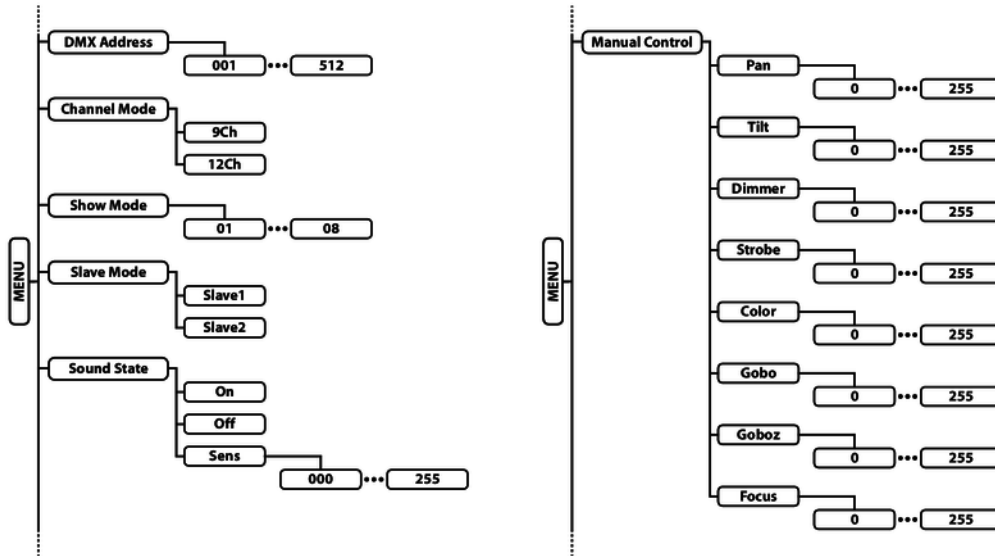 MENU
DMX Address
001 ••• 512
Channel Mode
9Ch
12Ch
Show Mode
01 ••• 08
Slave Mode
Slave1
Slave2
Sound State
On
Off
Sens
000 ••• 255
MENU
Manual Control
Pan
0 ••• 255
Tilt
0 ••• 255
Dimmer
0 ••• 255
Strobe
0 ••• 255
Color
0 ••• 255
Gobo
0 ••• 255
Goboz
0 ••• 255
Focus
0 ••• 255